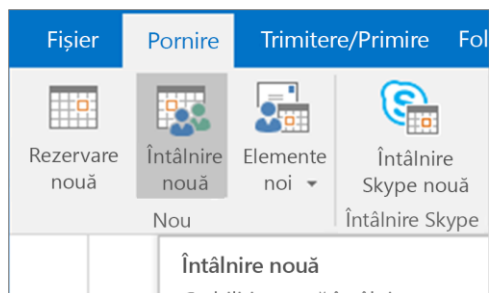 Fișier Pornire Trimitere/Primire
Rezervare nouă
Întâlnire nouă
Elemente noi
Întâlnire Skype nouă
Nou
Întâlnire Skype
Întâlnire nouă